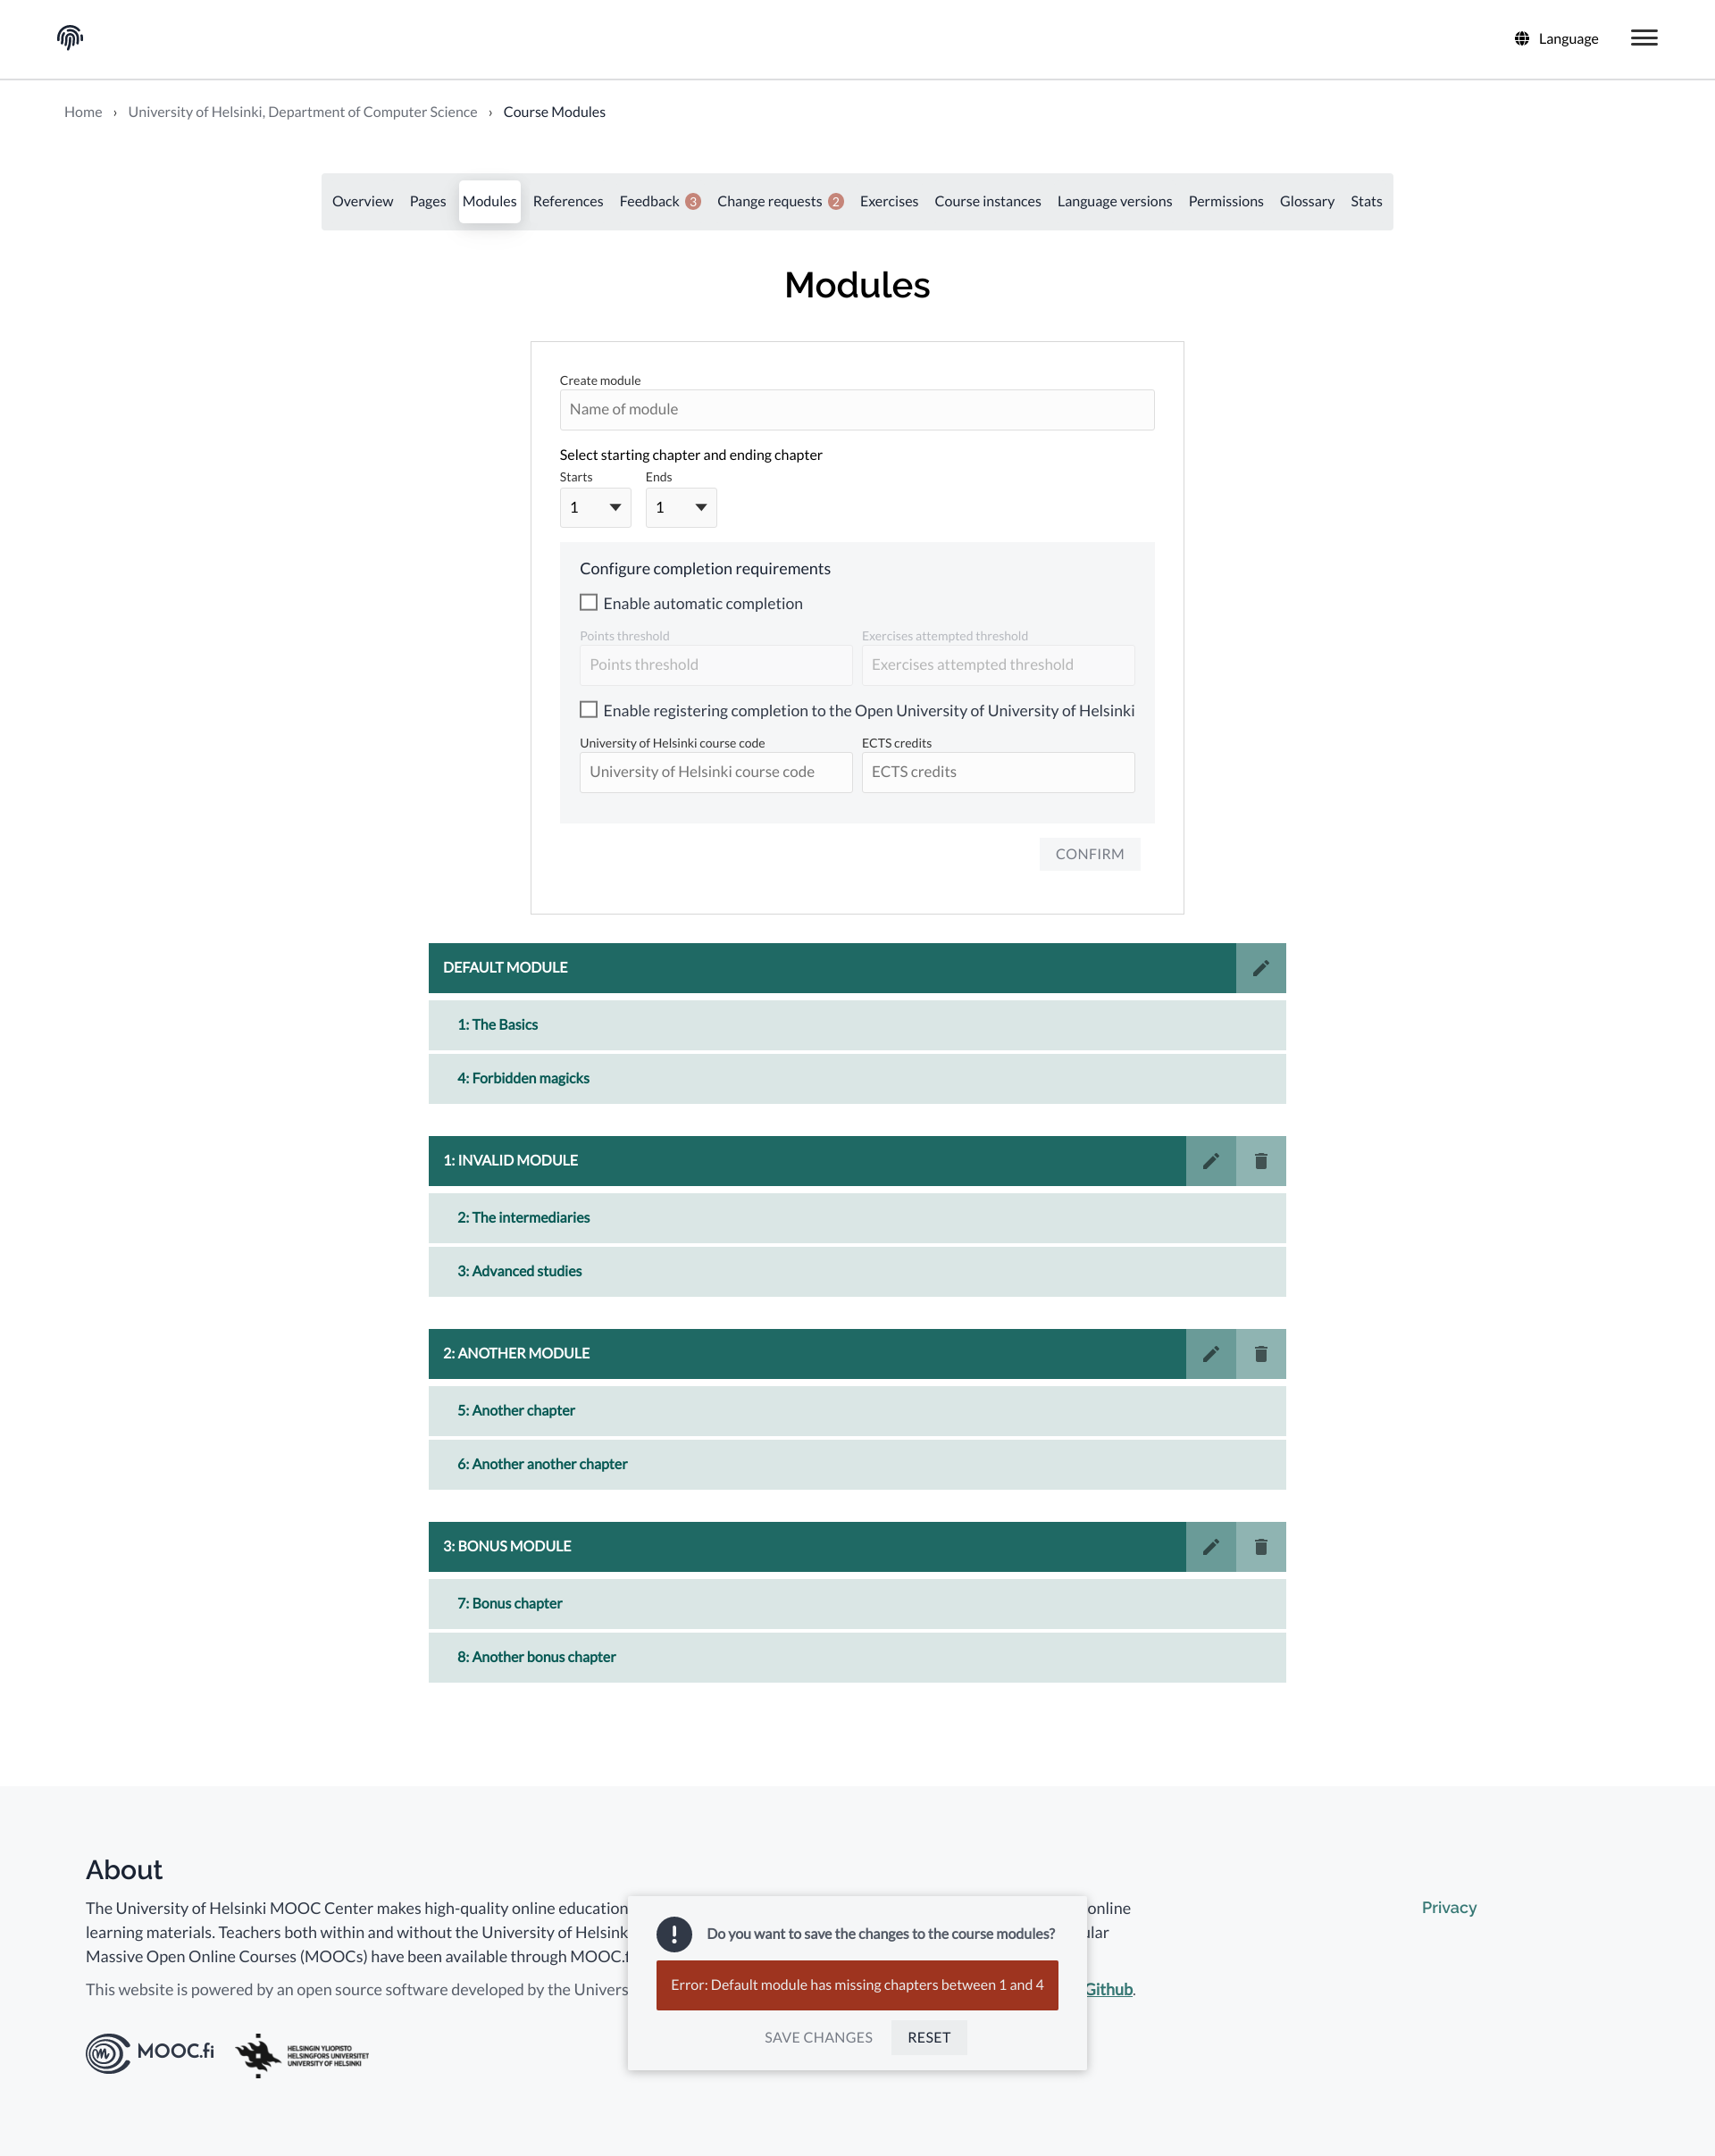 Language
Home › University of Helsinki, Department of Computer Science › Course Modules
Overview Pages Modules References Feedback 3 Change requests 2 Exercises Course instances Language versions Permissions Glossary Stats
Modules
Create module
Name of module
Select starting chapter and ending chapter
Starts Ends
1 1
Configure completion requirements
Enable automatic completion
Points threshold Exercises attempted threshold
Points threshold Exercises attempted threshold
Enable registering completion to the Open University of University of Helsinki
University of Helsinki course code ECTS credits
University of Helsinki course code ECTS credits
CONFIRM
DEFAULT MODULE
1: The Basics
4: Forbidden magicks
1: INVALID MODULE
2: The intermediaries
3: Advanced studies
2: ANOTHER MODULE
5: Another chapter
6: Another another chapter
3: BONUS MODULE
7: Bonus chapter
8: Another bonus chapter
About
The University of Helsinki MOOC Center makes high-quality online education online
learning materials. Teachers both within and without the University of Helsink
Massive Open Online Courses (MOOCs) have been available through MOOC.f
This website is powered by an open source software developed by the Univers Github.
Privacy
Do you want to save the changes to the course modules?
Error: Default module has missing chapters between 1 and 4
SAVE CHANGES RESET
MOOC.fi
HELSINGIN YLIOPISTO
HELSINGFORS UNIVERSITET
UNIVERSITY OF HELSINKI